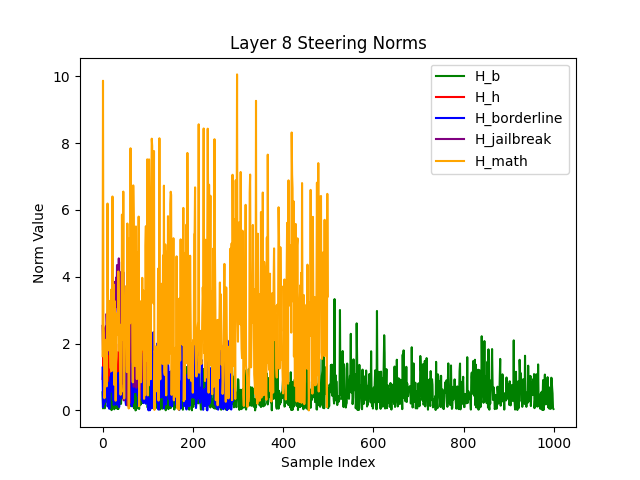 Layer 8 Steering Norms
10
8
6
4
2
0
Norm Value
H_b
H_h
H_borderline
H_jailbreak
H_math
0 200 400 600 800 1000
Sample Index